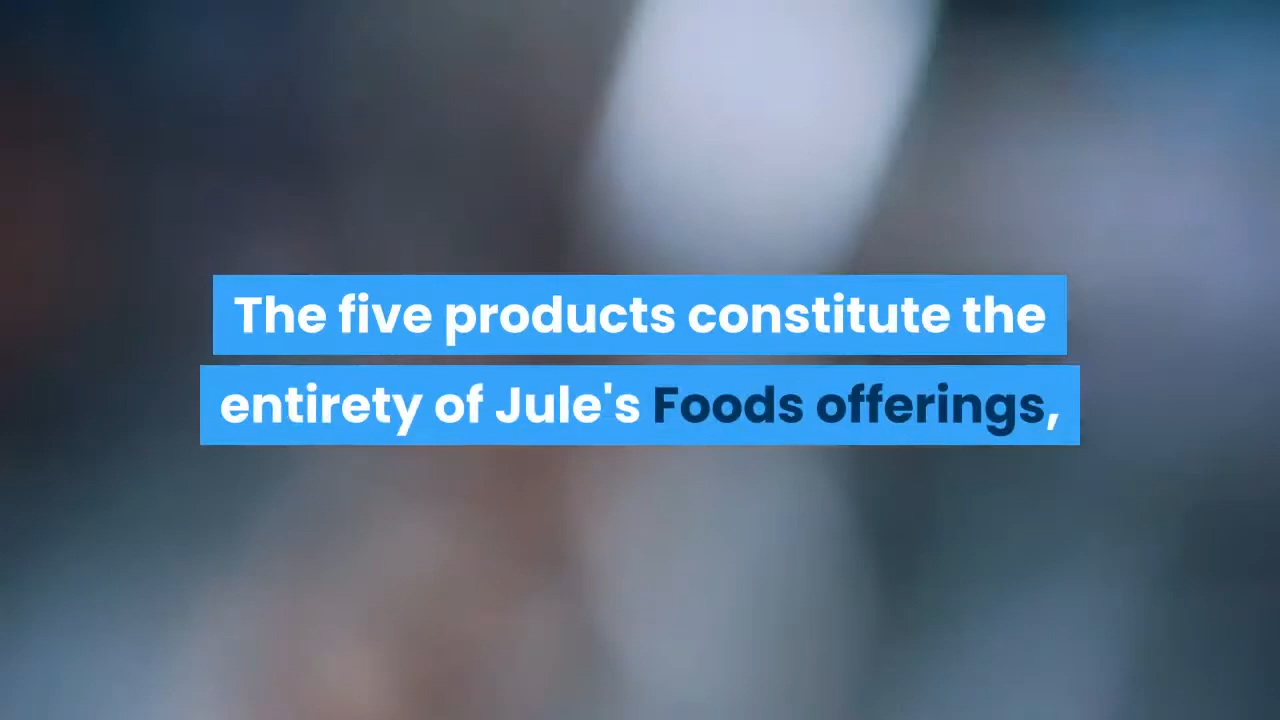 The five products constitute the
entirety of Jule's Foods offerings,